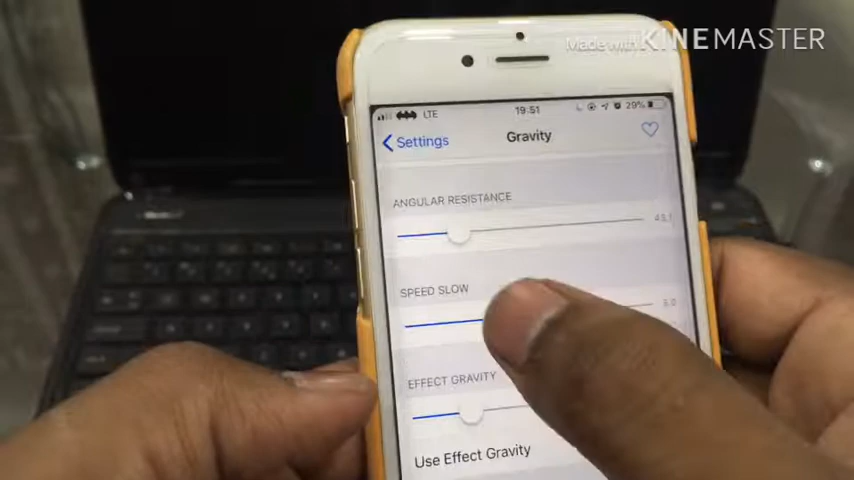 Made with KINEMASTER
LTE 19:51 29%
Settings Gravity
ANGULAR RESISTANCE
SPEED SLOW
EFFECT GRAVITY
Use Effect Gravity